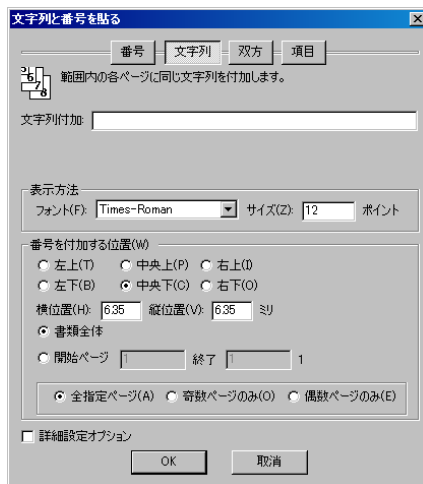 文字列と番号を貼る
番号 文字列 双方 項目
範囲内の各ページに同じ文字列を付加します。
文字列付加:
表示方法
フォント(F): Times-Roman サイズ(Z): 12 ポイント
番号を付加する位置(W)
左上(T) 中央上(P) 右上(I)
左下(B) 中央下(C) 右下(O)
横位置(H): 6.35 縦位置(V): 6.35 ミリ
書類全体
開始ページ 1 終了 1 1
全指定ページ(A) 奇数ページのみ(O) 偶数ページのみ(E)
詳細設定オプション
OK 取消